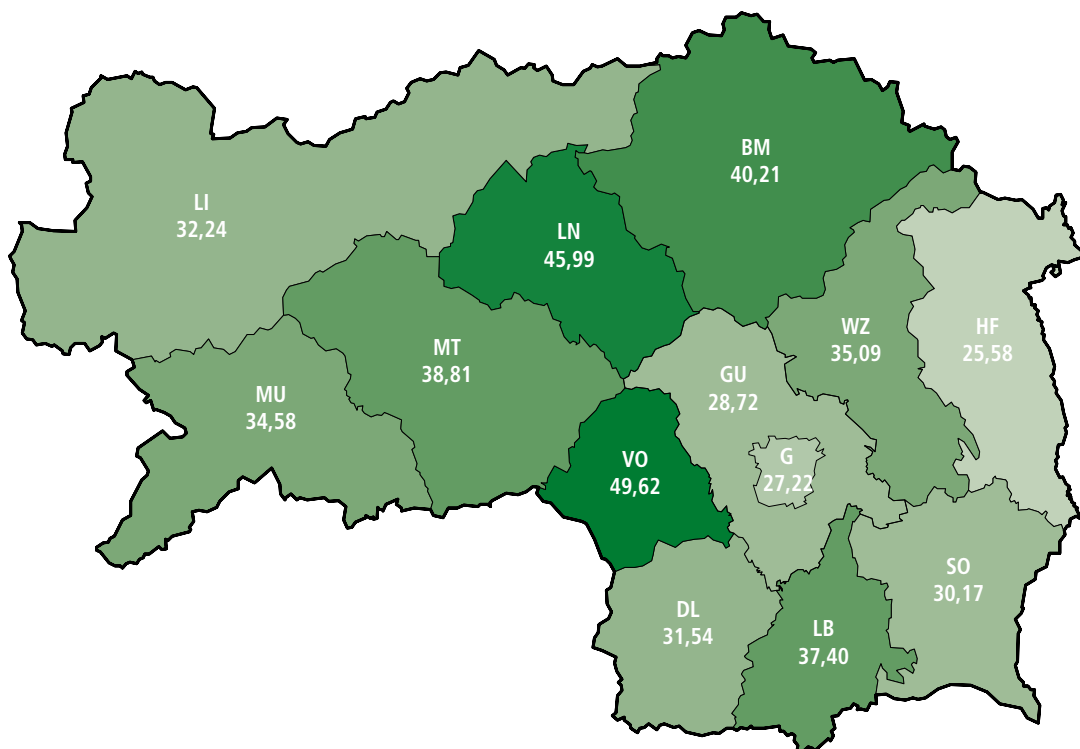 BM
40,21
LI
32,24
LN
45,99
WZ
35,09
HF
25,58
MT
38,81
GU
28,72
MU
34,58
VO
49,62
G
27,22
SO
30,17
DL
31,54
LB
37,40